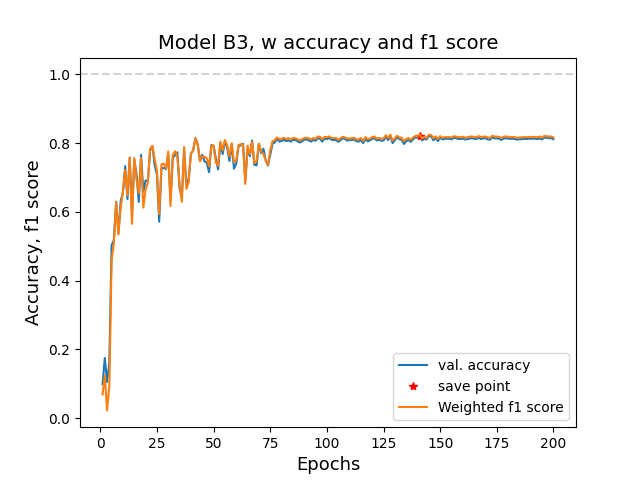 Model B3, w accuracy and f1 score
Accuracy, f1 score
1.0
0.8
0.6
0.4
0.2
0.0
val. accuracy
save point
Weighted f1 score
0 25 50 75 100 125 150 175 200
Epochs